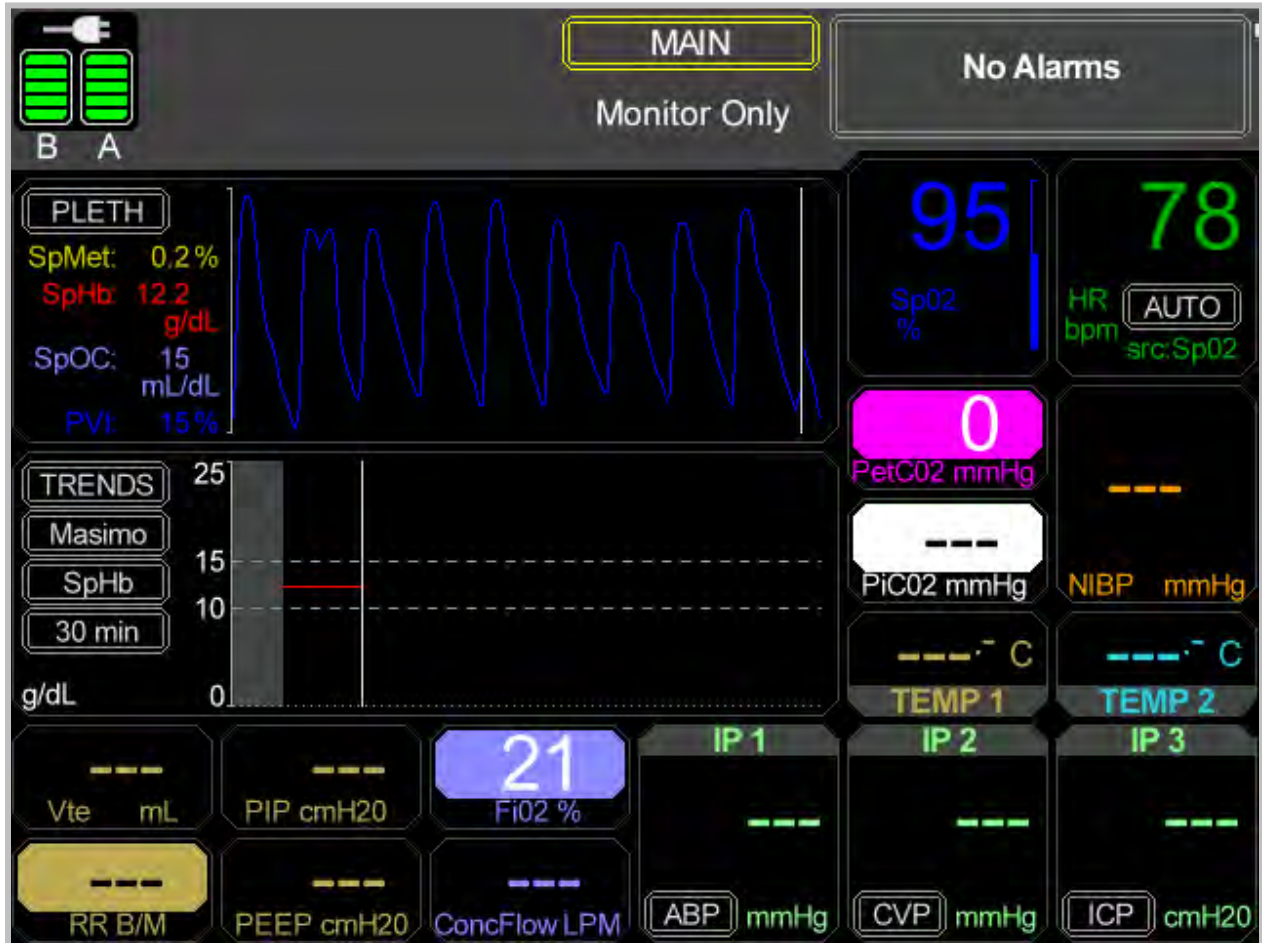 MAIN
Monitor Only
No Alarms
B A
PLETH
SpMet: 0.2 %
SpHb: 12.2
g/dL
SpOC: 15
mL/dL
PVI: 15 %
95
Sp02
%
78
HR
bpm
AUTO
src:Sp02
0
PetC02 mmHg
---
PiC02 mmHg
---
NIBP mmHg
TRENDS
Masimo
SpHb
30 min
g/dL
25
15
10
0
---.- C
TEMP 1
---.- C
TEMP 2
---
Vte mL
---
PIP cmH20
21
Fi02 %
---
RR B/M
---
PEEP cmH20
---
ConcFlow LPM
IP 1
---
ABP mmHg
IP 2
---
CVP mmHg
IP 3
---
ICP cmH20